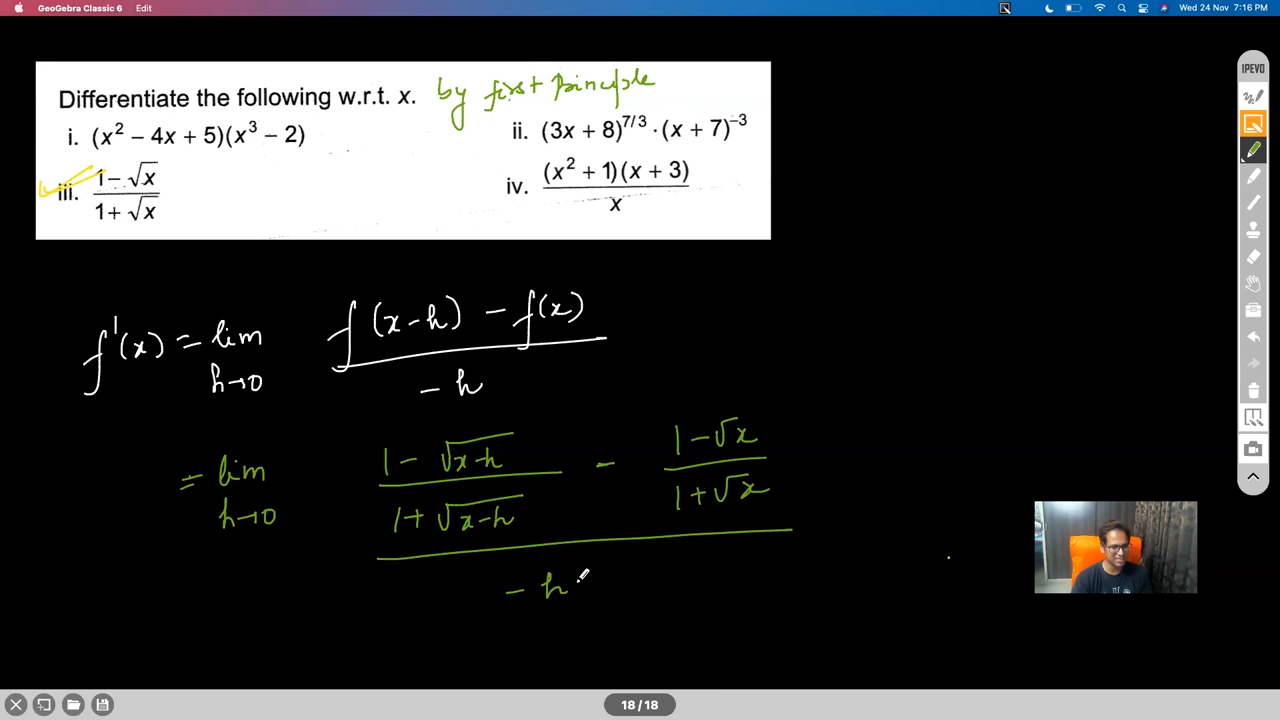 GeoGebra Classic 6 Edit Wed 24 Nov 7:16 PM
IPEVO
Differentiate the following w.r.t. x. by first principle
i. (x² − 4x + 5)(x³ − 2)
ii. (3x + 8)^7/3 · (x + 7)^−3
iii. 1− √x
1+ √x
iv. (x² + 1)(x + 3)
x
f'(x) = lim f(x-h) - f(x)
h→0 - h
= lim 1 - √x-h - 1-√x
h→0 1+ √x-h 1+√x
- h
18 / 18